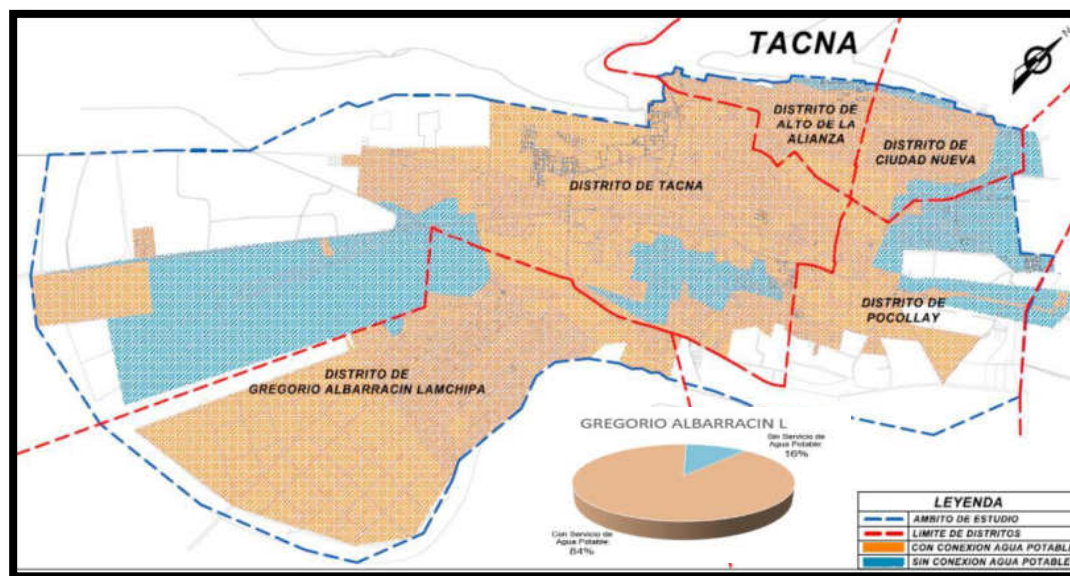 TACNA
N
DISTRITO DE
ALTO DE LA
ALIANZA
DISTRITO DE
CIUDAD NUEVA
DISTRITO DE TACNA
DISTRITO DE
POCOLLAY
DISTRITO DE
GREGORIO ALBARRACIN LAMCHIPA
GREGORIO ALBARRACIN L
Sin Servicio de
Agua Potable:
16%
Con Servicio de
Agua Potable:
84%
LEYENDA
AMBITO DE ESTUDIO
LIMITE DE DISTRITOS
CON CONEXION AGUA POTABLE
SIN CONEXION AGUA POTABLE